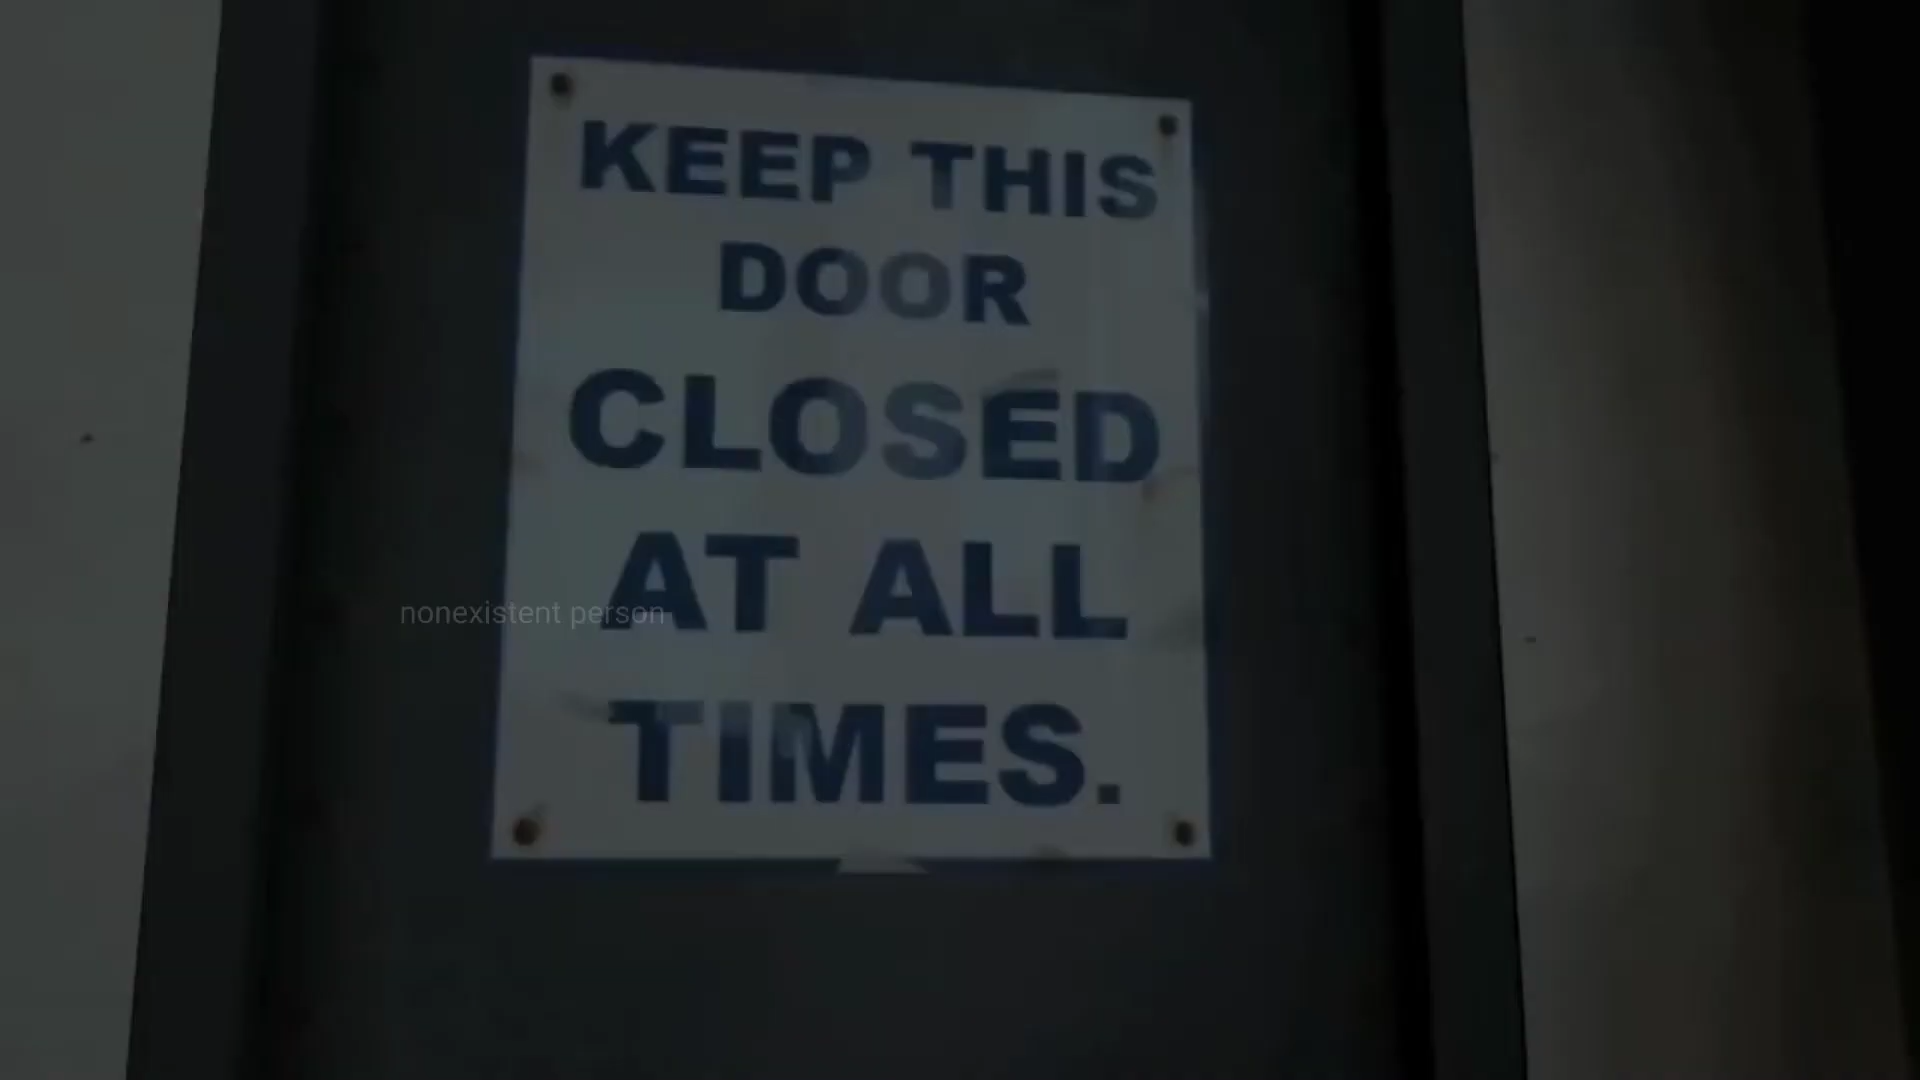 KEEP THIS
DOOR
CLOSED
AT ALL
nonexistent person
TIMES.